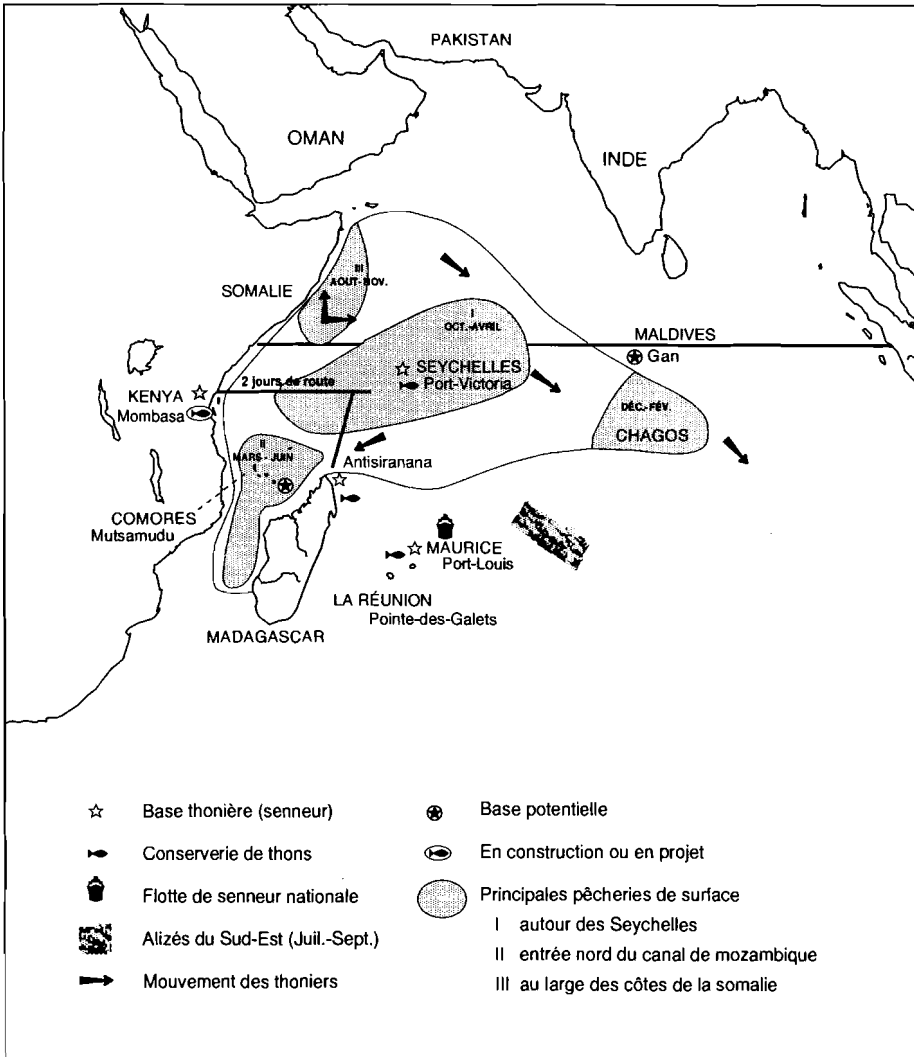 PAKISTAN
OMAN
INDE
III
AOUT-NOV.
SOMALIE
I
OCT.-AVRIL
MALDIVES
Gan
SEYCHELLES
Port-Victoria
2 jours de route
KENYA
Mombasa
DÉC.-FÉV.
CHAGOS
II
MARS-JUIN
Antisiranana
COMORES
Mutsamudu
MAURICE
Port-Louis
LA RÉUNION
Pointe-des-Galets
MADAGASCAR
Base thonière (senneur)
Conserverie de thons
Flotte de senneur nationale
Alizés du Sud-Est (Juil.-Sept.)
Mouvement des thoniers
Base potentielle
En construction ou en projet
Principales pêcheries de surface
I autour des Seychelles
II entrée nord du canal de mozambique
III au large des côtes de la somalie